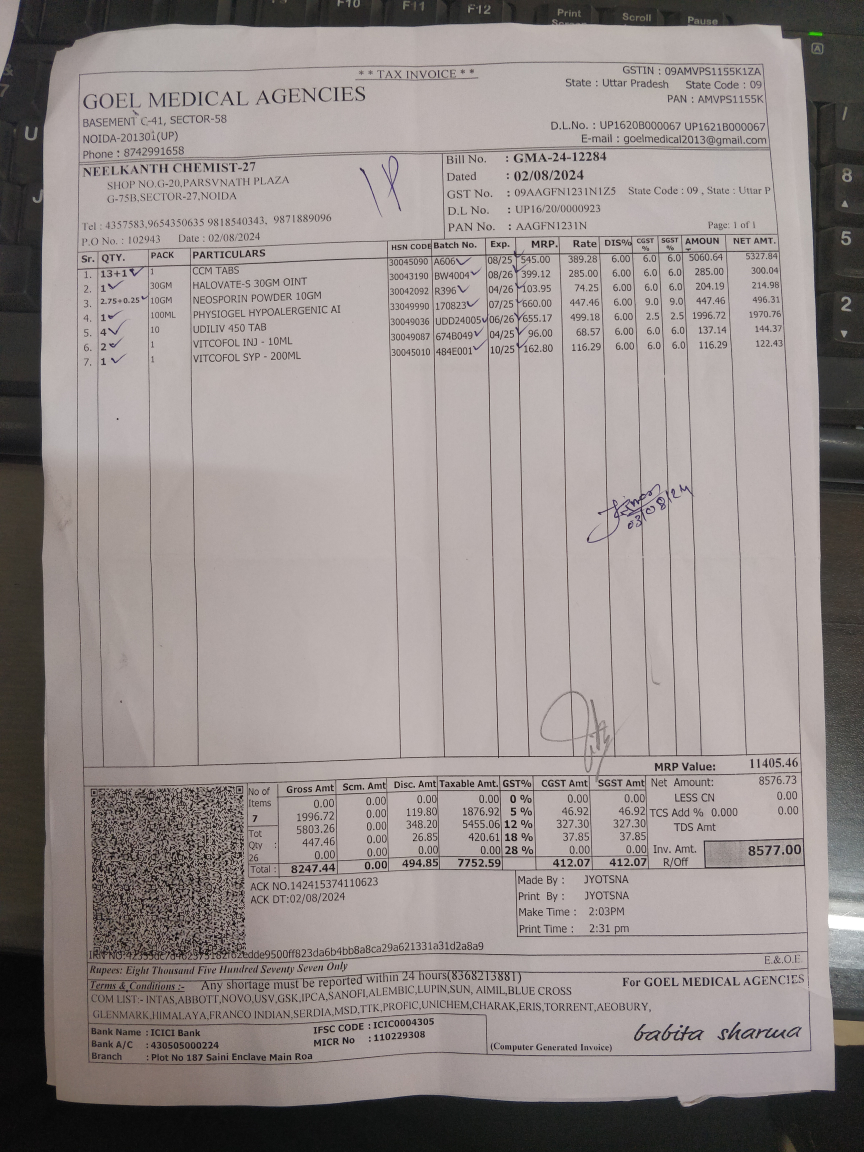 F10 F11 F12 Print Scroll Pause
* * TAX INVOICE * *
GSTIN : 09AMVPS1155K1ZA
State : Uttar Pradesh State Code : 09
PAN : AMVPS1155K
GOEL MEDICAL AGENCIES
BASEMENT C-41, SECTOR-58
NOIDA-201301(UP)
Phone : 8742991658
D.L.No. : UP1620B000067 UP1621B000067
E-mail : goelmedical2013@gmail.com
NEELKANTH CHEMIST-27
SHOP NO.G-20,PARSVNATH PLAZA
G-75B,SECTOR-27,NOIDA
Tel : 4357583,9654350635 9818540343, 9871889096
P.O No. : 102943 Date : 02/08/2024
Bill No. : GMA-24-12284
Dated : 02/08/2024
GST No. : 09AAGFN1231N1Z5 State Code : 09 , State : Uttar P
D.L No. : UP16/20/0000923
PAN No. : AAGFN1231N Page: 1 of 1
Sr. QTY. PACK PARTICULARS HSN CODE Batch No. Exp. MRP. Rate DIS% CGST % SGST % AMOUN NET AMT.
1. 13+1 1 CCM TABS 30045090 A606 08/25 545.00 389.28 6.00 6.0 6.0 5060.64 5327.84
2. 1 30GM HALOVATE-S 30GM OINT 30043190 BW4004 08/26 399.12 285.00 6.00 6.0 6.0 285.00 300.04
3. 2.75+0.25 10GM NEOSPORIN POWDER 10GM 30042092 R396 04/26 103.95 74.25 6.00 6.0 6.0 204.19 214.98
4. 1 100ML PHYSIOGEL HYPOALERGENIC AI 33049990 170823 07/25 660.00 447.46 6.00 9.0 9.0 447.46 496.31
5. 4 10 UDILIV 450 TAB 30049036 UDD24005 06/26 655.17 499.18 6.00 2.5 2.5 1996.72 1970.76
6. 2 1 VITCOFOL INJ - 10ML 30049087 674B049 04/25 96.00 68.57 6.00 6.0 6.0 137.14 144.37
7. 1 1 VITCOFOL SYP - 200ML 30045010 484E001 10/25 162.80 116.29 6.00 6.0 6.0 116.29 122.43
03/08/24
MRP Value: 11405.46
No of Items 7
Tot Qty : 26
Gross Amt Scm. Amt Disc. Amt Taxable Amt. GST% CGST Amt SGST Amt
0.00 0.00 0.00 0.00 0 % 0.00 0.00
1996.72 0.00 119.80 1876.92 5 % 46.92 46.92
5803.26 0.00 348.20 5455.06 12 % 327.30 327.30
447.46 0.00 26.85 420.61 18 % 37.85 37.85
0.00 0.00 0.00 0.00 28 % 0.00 0.00
Total : 8247.44 0.00 494.85 7752.59 412.07 412.07
Net Amount: 8576.73
LESS CN 0.00
TCS Add % 0.000 0.00
TDS Amt
Inv. Amt. R/Off 8577.00
ACK NO.142415374110623
ACK DT:02/08/2024
Made By : JYOTSNA
Print By : JYOTSNA
Make Time : 2:03PM
Print Time : 2:31 pm
Rupees: Eight Thousand Five Hundred Seventy Seven Only
E.& O.E.
Terms & Conditions :- Any shortage must be reported within 24 hours(8368213881)
COM LIST:- INTAS,ABBOTT,NOVO,USV,GSK,IPCA,SANOFI,ALEMBIC,LUPIN,SUN, AIMIL,BLUE CROSS
GLENMARK,HIMALAYA,FRANCO INDIAN,SERDIA,MSD,TTK,PROFIC,UNICHEM,CHARAK,ERIS,TORRENT,AEOBURY,
For GOEL MEDICAL AGENCIES
Bank Name : ICICI Bank
Bank A/C : 430505000224
Branch : Plot No 187 Saini Enclave Main Roa
IFSC CODE : ICIC0004305
MICR No : 110229308
(Computer Generated Invoice)
babita sharma